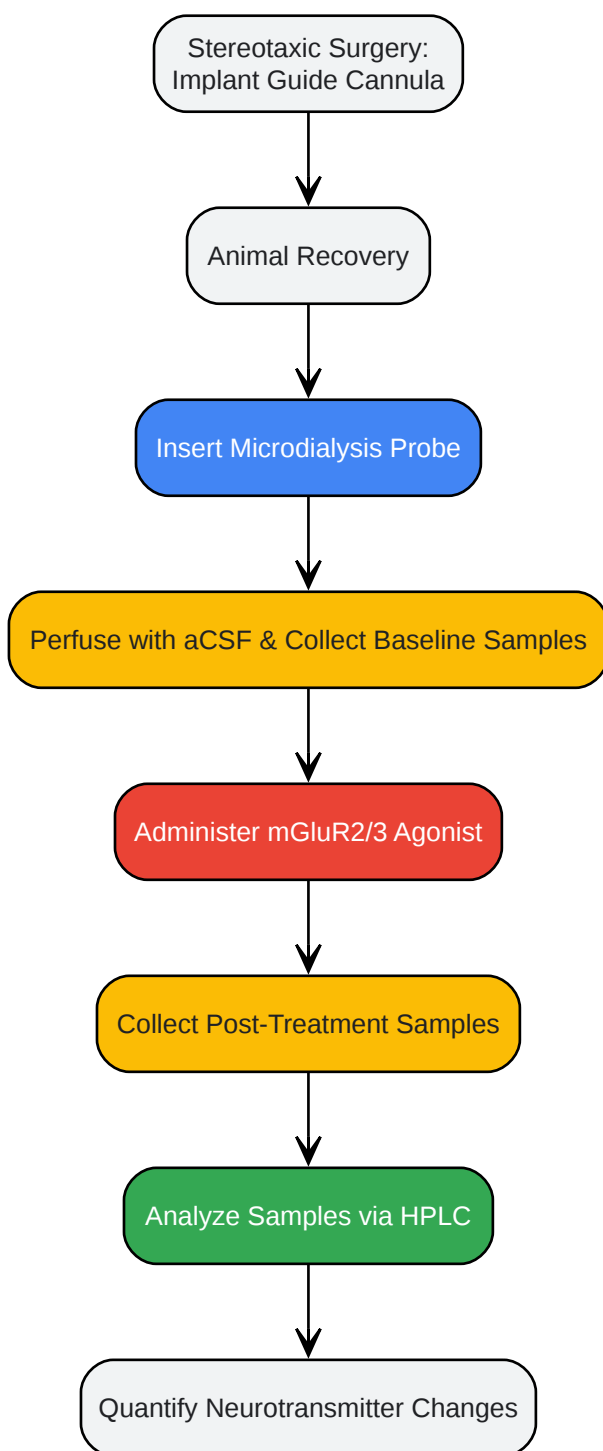 Stereotaxic Surgery:
Implant Guide Cannula
Animal Recovery
Insert Microdialysis Probe
Perfuse with aCSF & Collect Baseline Samples
Administer mGluR2/3 Agonist
Collect Post-Treatment Samples
Analyze Samples via HPLC
Quantify Neurotransmitter Changes